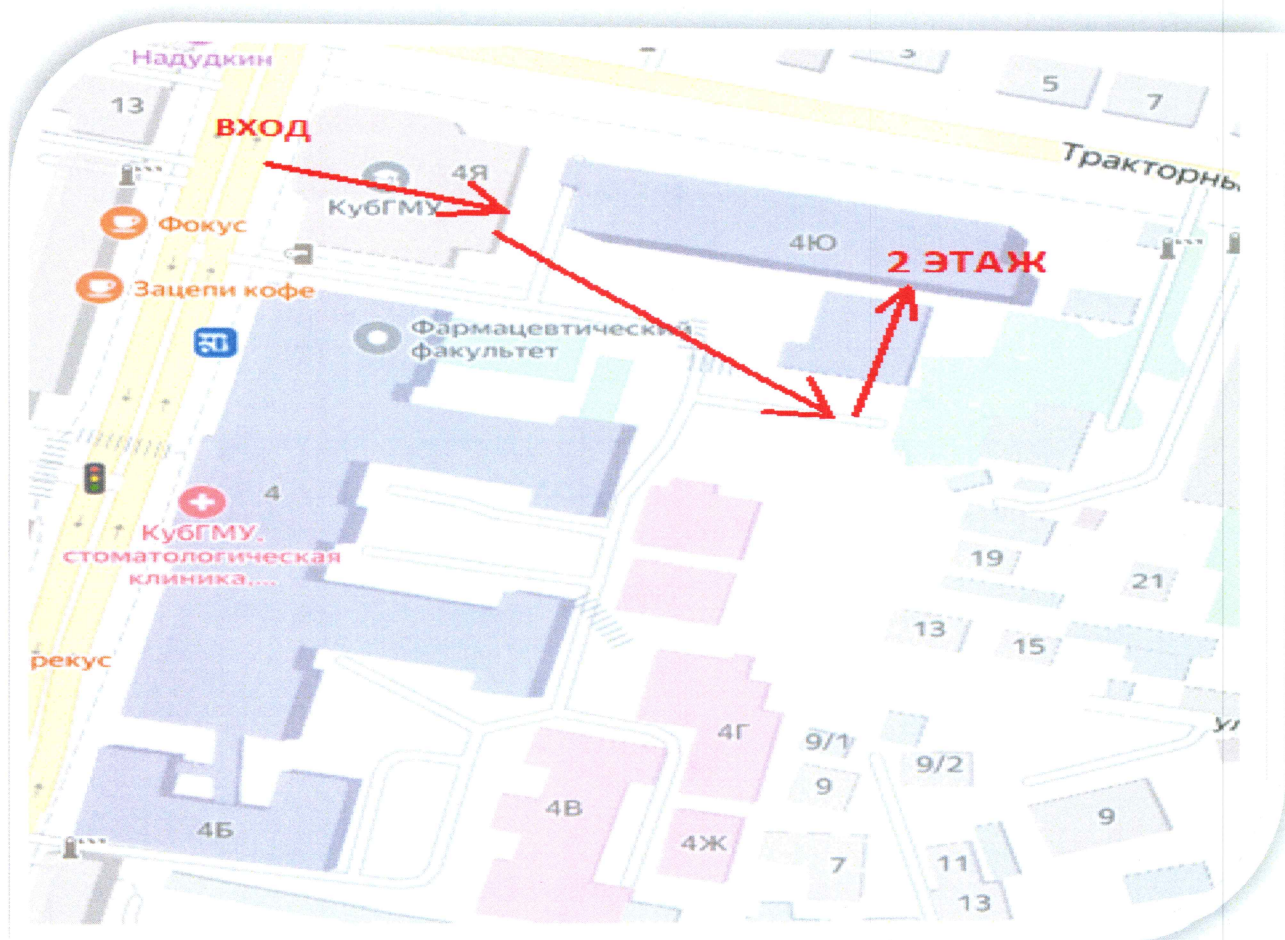 Надудкин
3
5
7
13
ВХОД
4Я
КубГМУ
Тракторны
Фокус
4Ю
2 ЭТАЖ
Зацепи кофе
Фармацевтический
факультет
4
КубГМУ,
стоматологическая
клиника....
19
21
13
15
рекус
ул
4Г
9/1
9/2
9
4В
9
4Б
4Ж
7
11
13